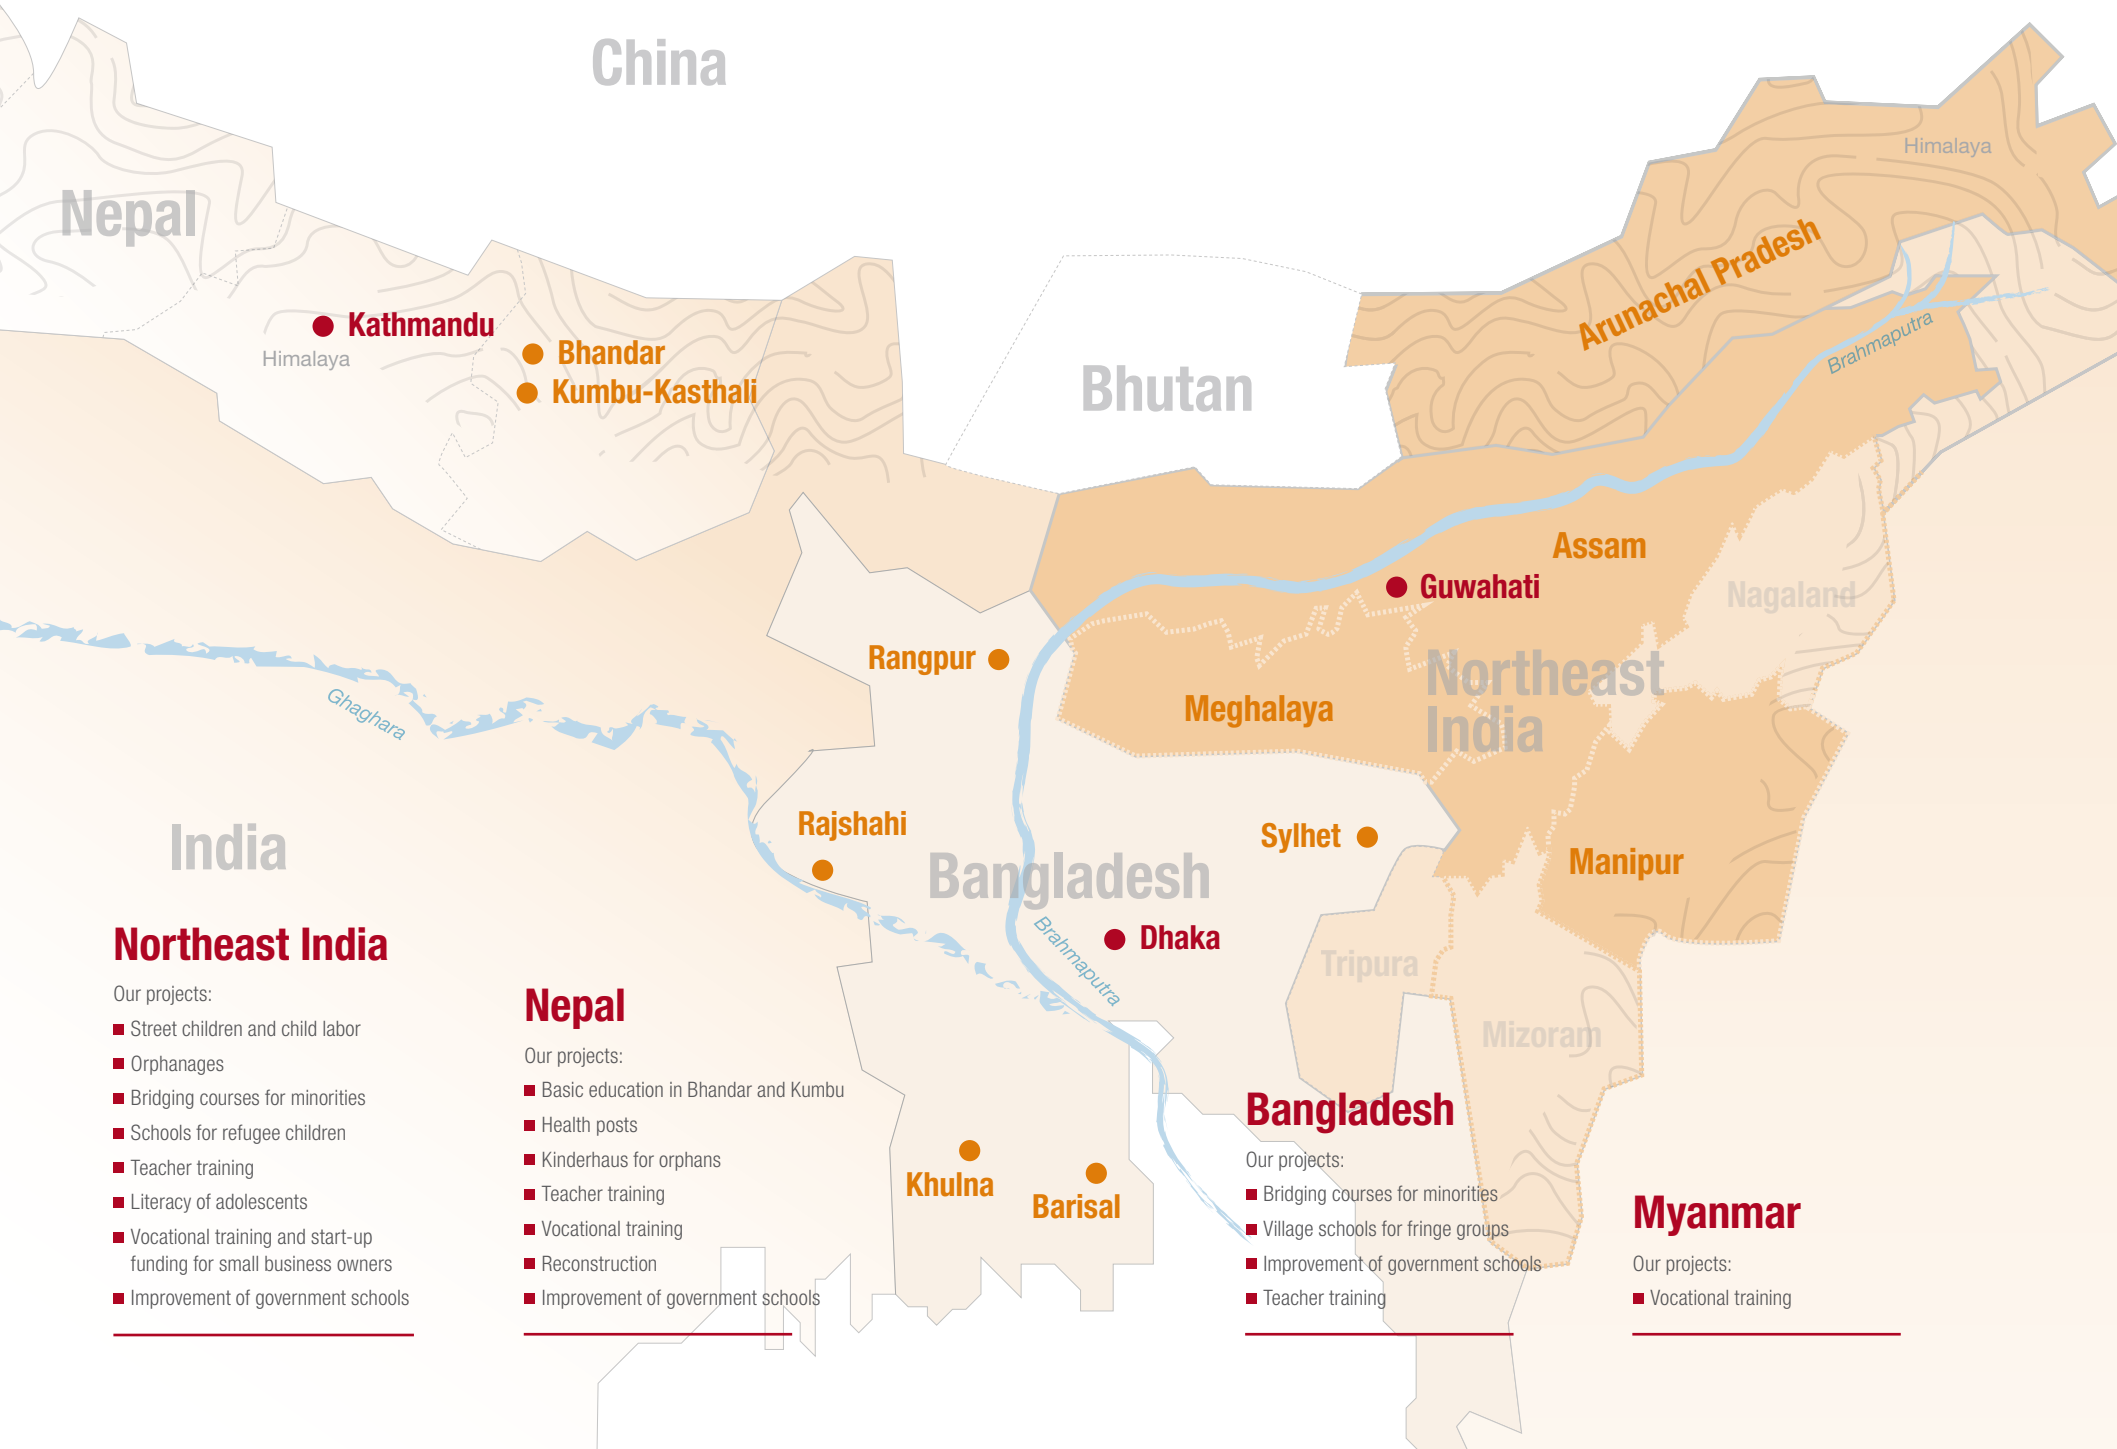 China
Himalaya
Nepal
Arunachal Pradesh
Kathmandu
Himalaya
Bhandar
Kumbu-Kasthali
Bhutan
Brahmaputra
Assam
Guwahati
Nagaland
Rangpur
Meghalaya
Northeast
India
Ghaghara
Rajshahi
Sylhet
India
Bangladesh
Manipur
Dhaka
Brahmaputra
Tripura
Mizoram
Khulna
Barisal
Northeast India
Our projects:
Street children and child labor
Orphanages
Bridging courses for minorities
Schools for refugee children
Teacher training
Literacy of adolescents
Vocational training and start-up
funding for small business owners
Improvement of government schools
Nepal
Our projects:
Basic education in Bhandar and Kumbu
Health posts
Kinderhaus for orphans
Teacher training
Vocational training
Reconstruction
Improvement of government schools
Bangladesh
Our projects:
Bridging courses for minorities
Village schools for fringe groups
Improvement of government schools
Teacher training
Myanmar
Our projects:
Vocational training